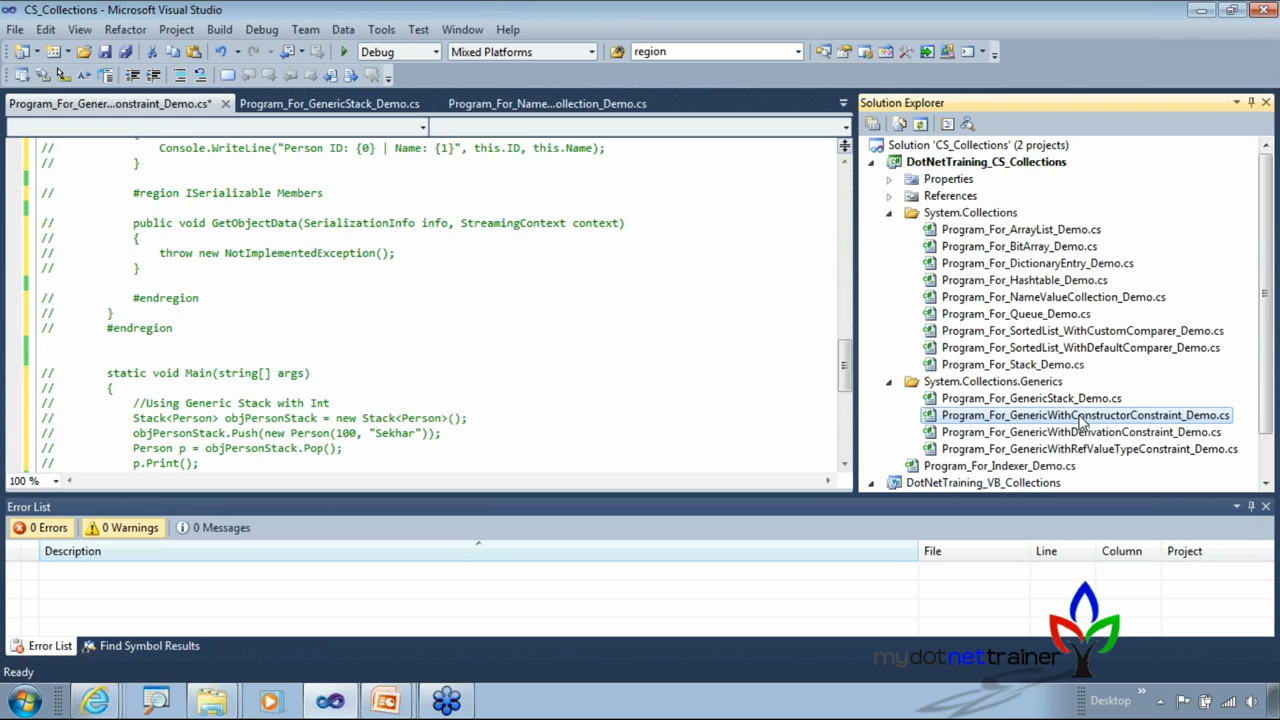 CS_Collections - Microsoft Visual Studio
File Edit View Refactor Project Build Debug Team Data Tools Test Window Help
Debug Mixed Platforms region
Program_For_Gener...onstraint_Demo.cs* Program_For_GenericStack_Demo.cs Program_For_Name...ollection_Demo.cs
// Console.WriteLine("Person ID: {0} | Name: {1}", this.ID, this.Name);
// }
// #region ISerializable Members
// public void GetObjectData(SerializationInfo info, StreamingContext context)
// {
// throw new NotImplementedException();
// }
// #endregion
// }
// #endregion
// static void Main(string[] args)
// {
// //Using Generic Stack with Int
// Stack<Person> objPersonStack = new Stack<Person>();
// objPersonStack.Push(new Person(100, "Sekhar"));
// Person p = objPersonStack.Pop();
// p.Print();
100 %
Solution Explorer
Solution 'CS_Collections' (2 projects)
DotNetTraining_CS_Collections
Properties
References
System.Collections
Program_For_ArrayList_Demo.cs
Program_For_BitArray_Demo.cs
Program_For_DictionaryEntry_Demo.cs
Program_For_Hashtable_Demo.cs
Program_For_NameValueCollection_Demo.cs
Program_For_Queue_Demo.cs
Program_For_SortedList_WithCustomComparer_Demo.cs
Program_For_SortedList_WithDefaultComparer_Demo.cs
Program_For_Stack_Demo.cs
System.Collections.Generics
Program_For_GenericStack_Demo.cs
Program_For_GenericWithConstructorConstraint_Demo.cs
Program_For_GenericWithDerivationConstraint_Demo.cs
Program_For_GenericWithRefValueTypeConstraint_Demo.cs
Program_For_Indexer_Demo.cs
DotNetTraining_VB_Collections
Error List
0 Errors 0 Warnings 0 Messages
Description File Line Column Project
Error List Find Symbol Results
mydotnettrainer
Ready
Desktop